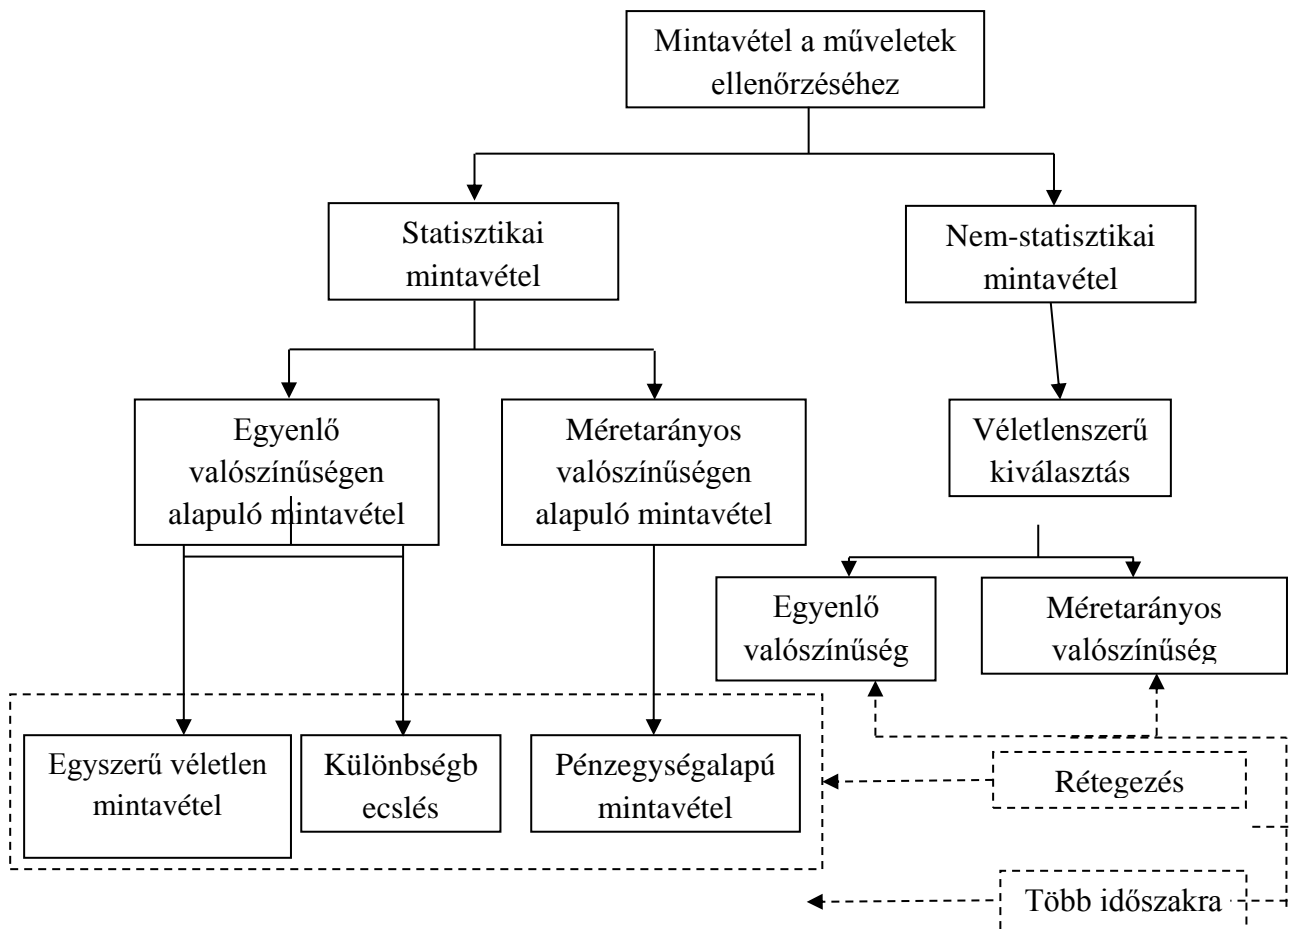 Mintavétel a műveletek
ellenőrzéséhez
Statisztikai
mintavétel
Nem-statisztikai
mintavétel
Egyenlő
valószínűségen
alapuló mintavétel
Méretarányos
valószínűségen
alapuló mintavétel
Véletlenszerű
kiválasztás
Egyenlő
valószínűség
Méretarányos
valószínűség
Egyszerű véletlen
mintavétel
Különbségb
ecslés
Pénzegységalapú
mintavétel
Rétegezés
Több időszakra